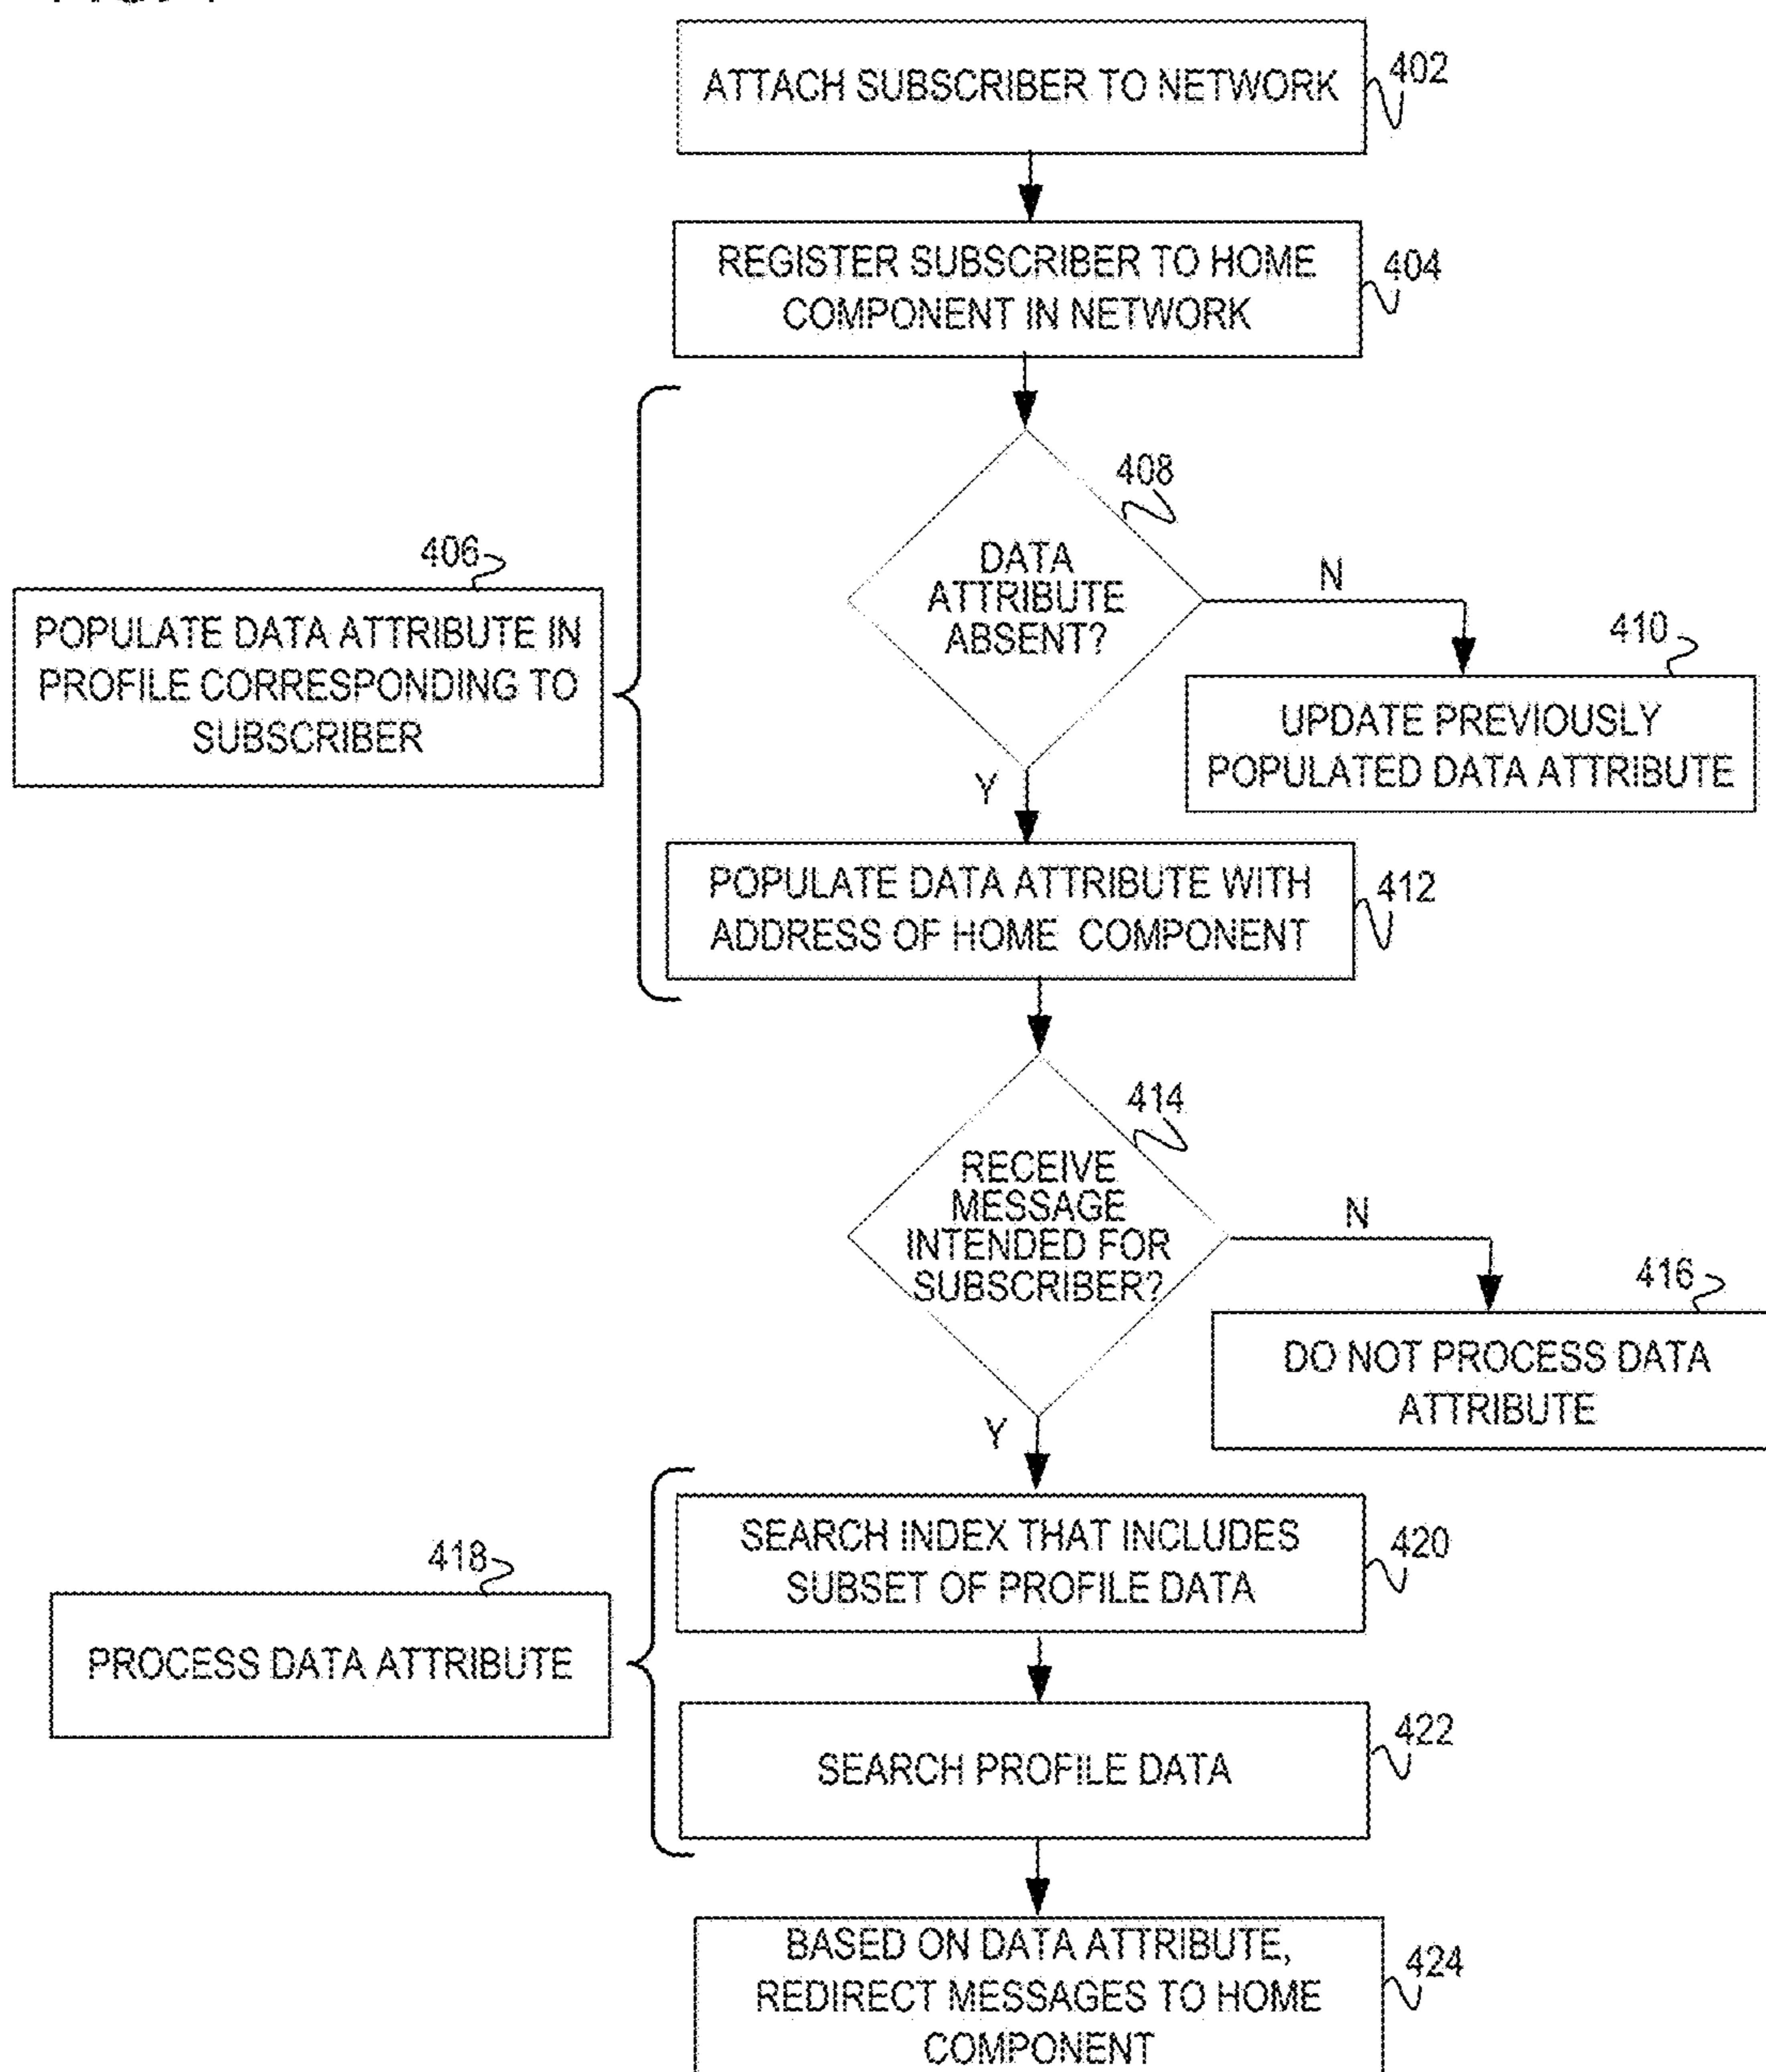 ATTACH SUBSCRIBER TO NETWORK
402
REGISTER SUBSCRIBER TO HOME
COMPONENT IN NETWORK
404
408
DATA
ATTRIBUTE
ABSENT?
N
406
POPULATE DATA ATTRIBUTE IN
PROFILE CORRESPONDING TO
SUBSCRIBER
410
UPDATE PREVIOUSLY
POPULATED DATA ATTRIBUTE
Y
POPULATE DATA ATTRIBUTE WITH
ADDRESS OF HOME COMPONENT
412
414
RECEIVE
MESSAGE
INTENDED FOR
SUBSCRIBER?
N
416
DO NOT PROCESS DATA
ATTRIBUTE
Y
SEARCH INDEX THAT INCLUDES
SUBSET OF PROFILE DATA
420
418
PROCESS DATA ATTRIBUTE
SEARCH PROFILE DATA
422
BASED ON DATA ATTRIBUTE,
REDIRECT MESSAGES TO HOME
COMPONENT
424